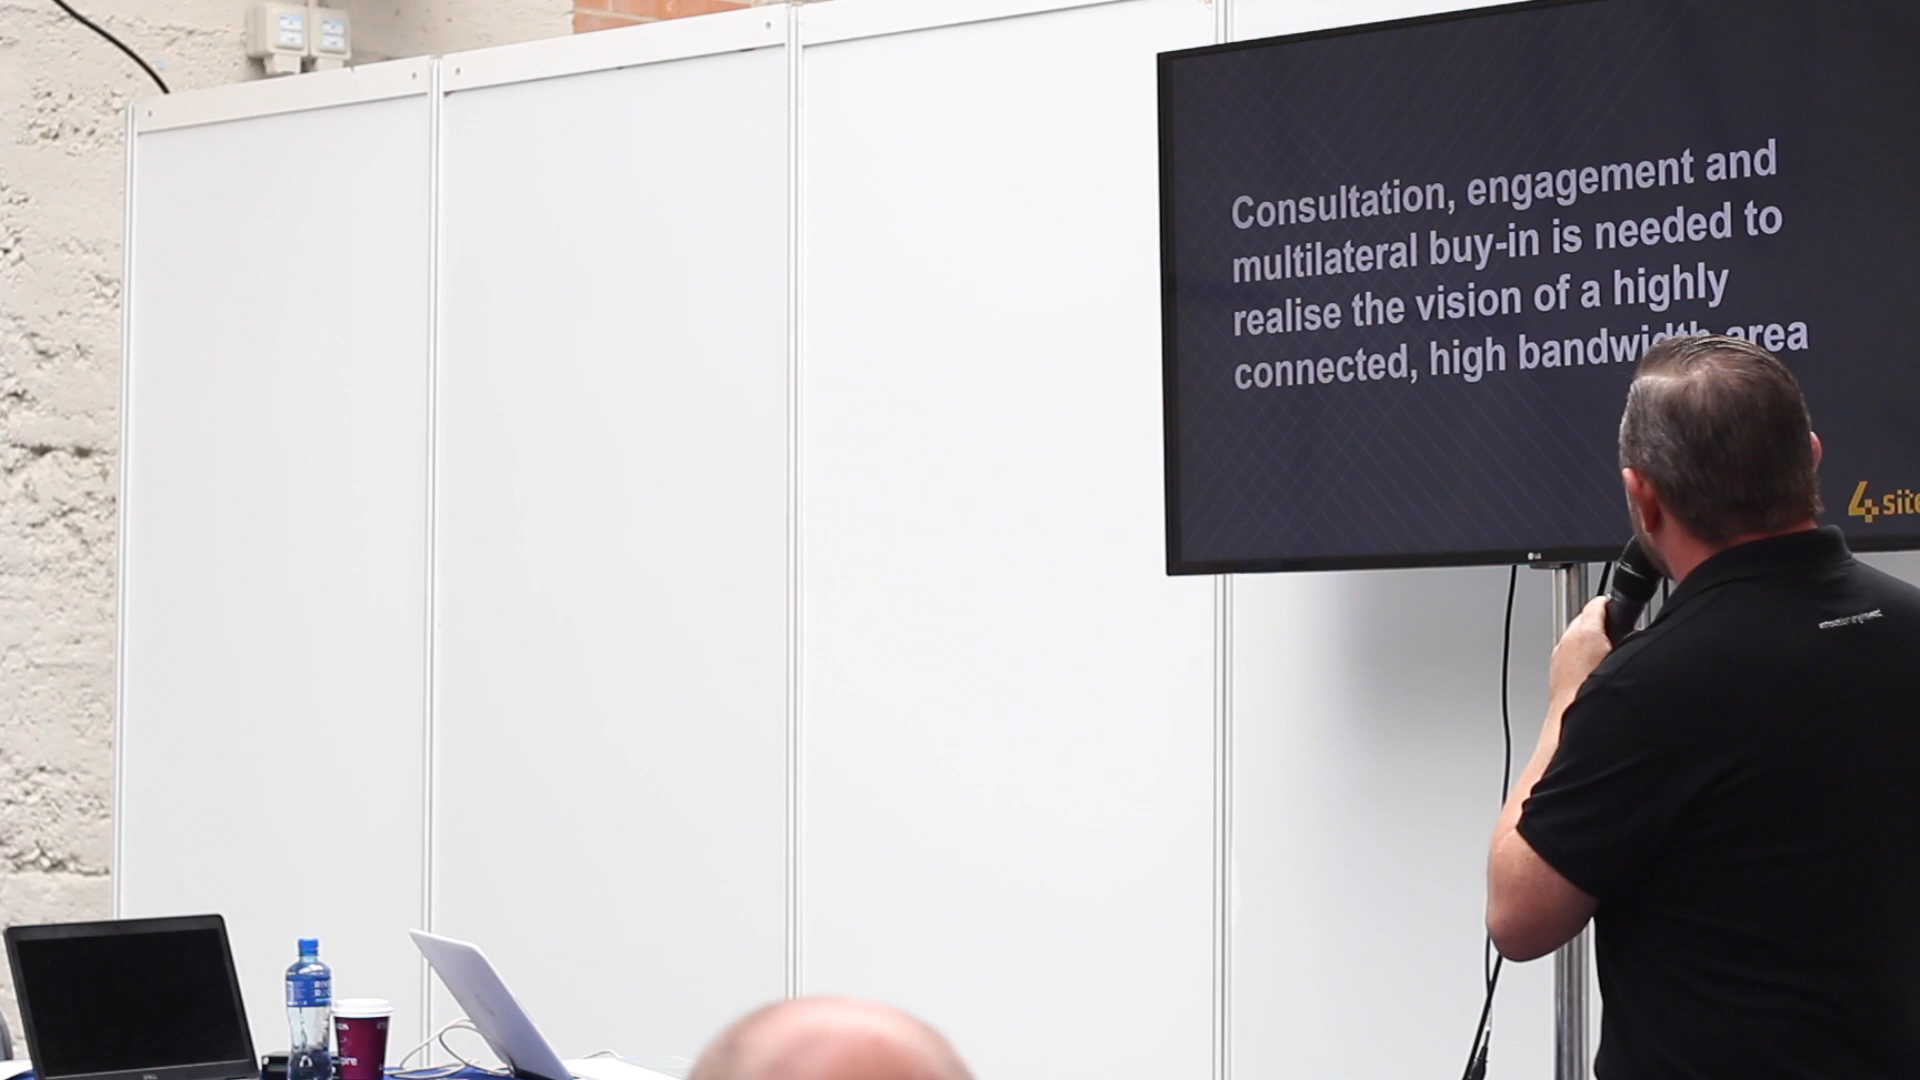 Consultation, engagement and
multilateral buy-in is needed to
realise the vision of a highly
connected, high bandwidth area
4site
LG